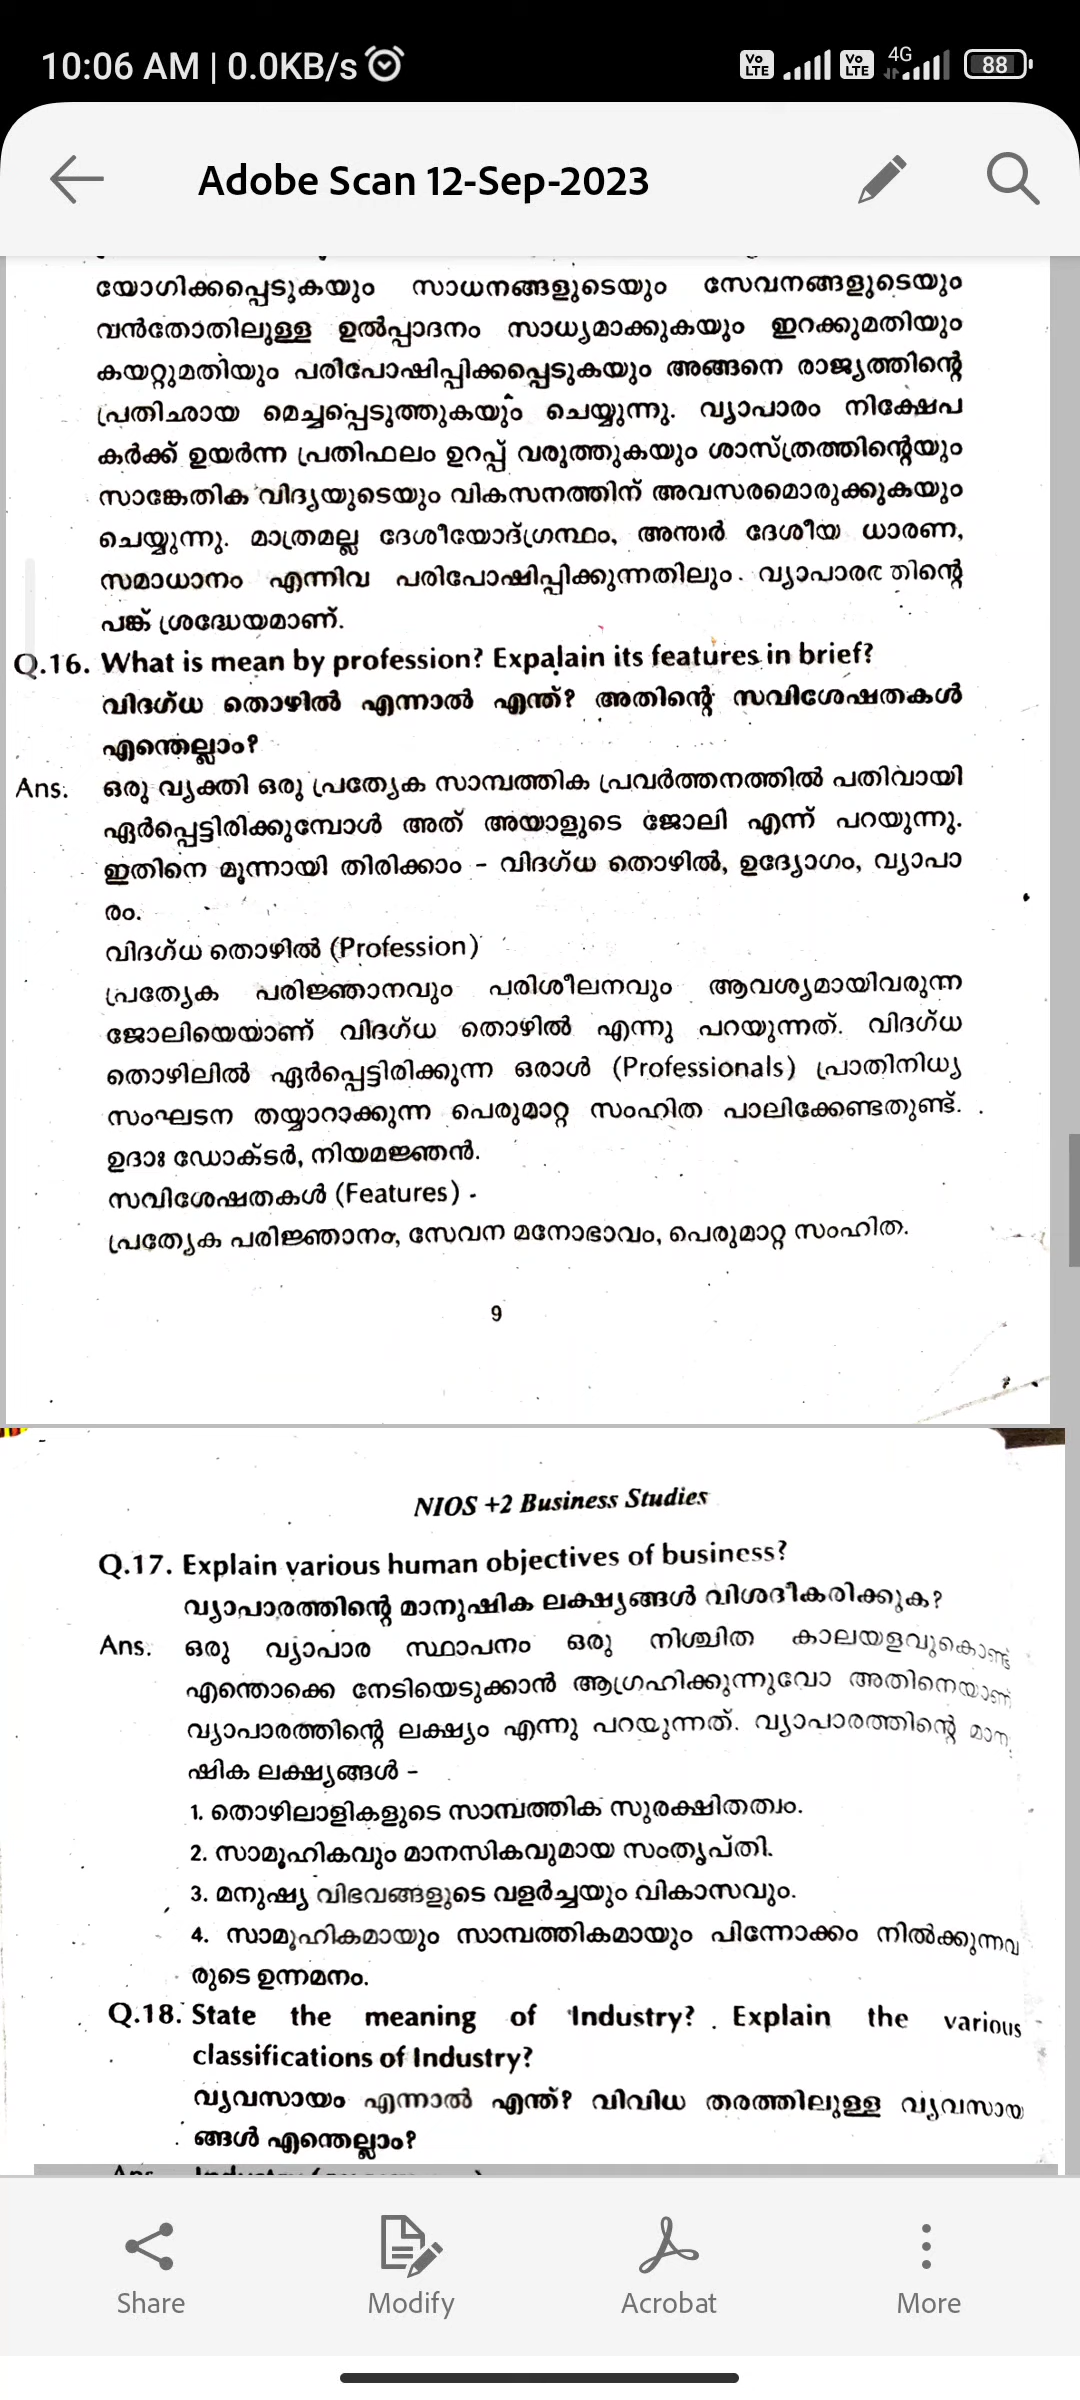 10:06 AM | 0.0KB/s
Vo LTE Vo LTE 4G 88
Adobe Scan 12-Sep-2023
യോഗിക്കപ്പെടുകയും സാധനങ്ങളുടെയും സേവനങ്ങളുടെയും
വൻതോതിലുള്ള ഉൽപ്പാദനം സാധ്യമാക്കുകയും ഇറക്കുമതിയും
കയറ്റുമതിയും പരിപോഷിപ്പിക്കപ്പെടുകയും അങ്ങനെ രാജ്യത്തിന്റെ
പ്രതിഛായ മെച്ചപ്പെടുത്തുകയും ചെയ്യുന്നു. വ്യാപാരം നിക്ഷേപ
കർക്ക് ഉയർന്ന പ്രതിഫലം ഉറപ്പ് വരുത്തുകയും ശാസ്ത്രത്തിന്റെയും
സാങ്കേതിക വിദ്യയുടെയും വികസനത്തിന് അവസരമൊരുക്കുകയും
ചെയ്യുന്നു. മാത്രമല്ല ദേശീയോദ്ഗ്രന്ഥം, അന്തർ ദേശീയ ധാരണ,
സമാധാനം എന്നിവ പരിപോഷിപ്പിക്കുന്നതിലും വ്യാപാരത്തിന്റെ
പങ്ക് ശ്രദ്ധേയമാണ്.
Q.16. What is mean by profession? Expalain its features in brief?
വിദഗ്ധ തൊഴിൽ എന്നാൽ എന്ത്? അതിന്റെ സവിശേഷതകൾ
എന്തെല്ലാം?
Ans. ഒരു വ്യക്തി ഒരു പ്രത്യേക സാമ്പത്തിക പ്രവർത്തനത്തിൽ പതിവായി
ഏർപ്പെട്ടിരിക്കുമ്പോൾ അത് അയാളുടെ ജോലി എന്ന് പറയുന്നു.
ഇതിനെ മൂന്നായി തിരിക്കാം - വിദഗ്ധ തൊഴിൽ, ഉദ്യോഗം, വ്യാപാ
രം.
വിദഗ്ധ തൊഴിൽ (Profession)
പ്രത്യേക പരിജ്ഞാനവും പരിശീലനവും ആവശ്യമായിവരുന്ന
ജോലിയെയാണ് വിദഗ്ധ തൊഴിൽ എന്നു പറയുന്നത്. വിദഗ്ധ
തൊഴിലിൽ ഏർപ്പെട്ടിരിക്കുന്ന ഒരാൾ (Professionals) പ്രാതിനിധ്യ
സംഘടന തയ്യാറാക്കുന്ന പെരുമാറ്റ സംഹിത പാലിക്കേണ്ടതുണ്ട്.
ഉദാഃ ഡോക്ടർ, നിയമജ്ഞൻ.
സവിശേഷതകൾ (Features) -
പ്രത്യേക പരിജ്ഞാനം, സേവന മനോഭാവം, പെരുമാറ്റ സംഹിത.
9
NIOS +2 Business Studies
Q.17. Explain various human objectives of business?
വ്യാപാരത്തിന്റെ മാനുഷിക ലക്ഷ്യങ്ങൾ വിശദീകരിക്കുക?
Ans. ഒരു വ്യാപാര സ്ഥാപനം ഒരു നിശ്ചിത കാലയളവുകൊണ്ട്
എന്തൊക്കെ നേടിയെടുക്കാൻ ആഗ്രഹിക്കുന്നുവോ അതിനെയാണ്
വ്യാപാരത്തിന്റെ ലക്ഷ്യം എന്നു പറയുന്നത്. വ്യാപാരത്തിന്റെ മാനു
ഷിക ലക്ഷ്യങ്ങൾ -
1. തൊഴിലാളികളുടെ സാമ്പത്തിക സുരക്ഷിതത്വം.
2. സാമൂഹികവും മാനസികവുമായ സംതൃപ്തി.
3. മനുഷ്യ വിഭവങ്ങളുടെ വളർച്ചയും വികാസവും.
4. സാമൂഹികമായും സാമ്പത്തികമായും പിന്നോക്കം നിൽക്കുന്നവ
രുടെ ഉന്നമനം.
Q.18. State the meaning of Industry? Explain the various
classifications of Industry?
വ്യവസായം എന്നാൽ എന്ത്? വിവിധ തരത്തിലുള്ള വ്യവസായ
ങ്ങൾ എന്തെല്ലാം?
Share Modify Acrobat More